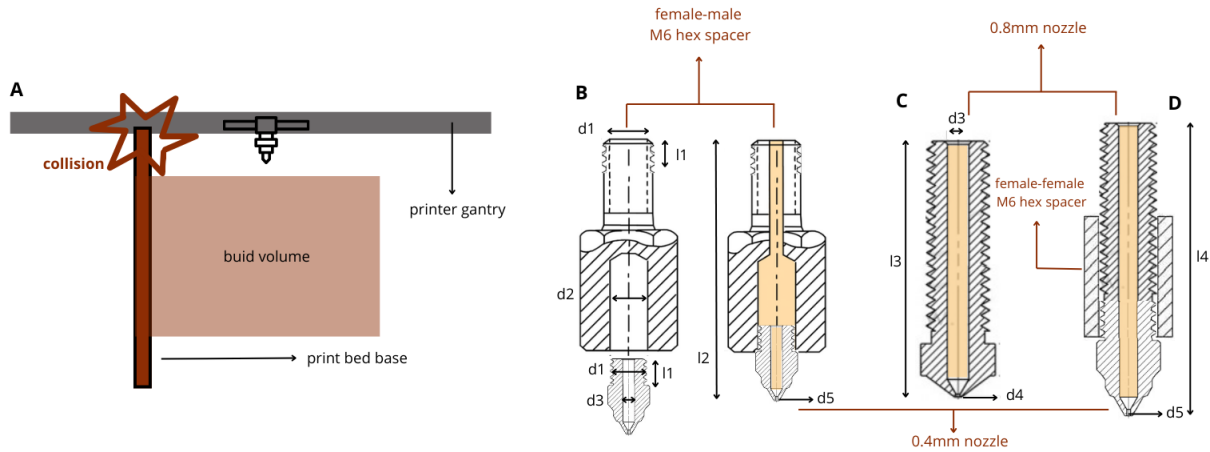 A
collision
printer gantry
buid volume
print bed base
female-male
M6 hex spacer
B
d1
l1
d2
d1
l1
d3
l2
d5
0.8mm nozzle
C
D
d3
female-female
M6 hex spacer
l3
l4
d4
d5
0.4mm nozzle